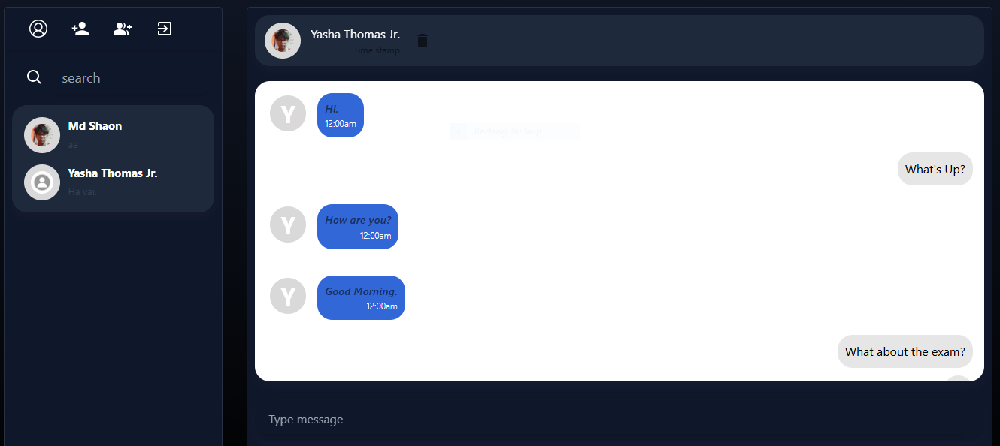 search
Md Shaon
aa
Yasha Thomas Jr.
Ha vai..
Yasha Thomas Jr.
Time stamp
Y
Hi.
12:00am
Rectangular Snip
What's Up?
Y
How are you?
12:00am
Y
Good Morning.
12:00am
What about the exam?
Type message